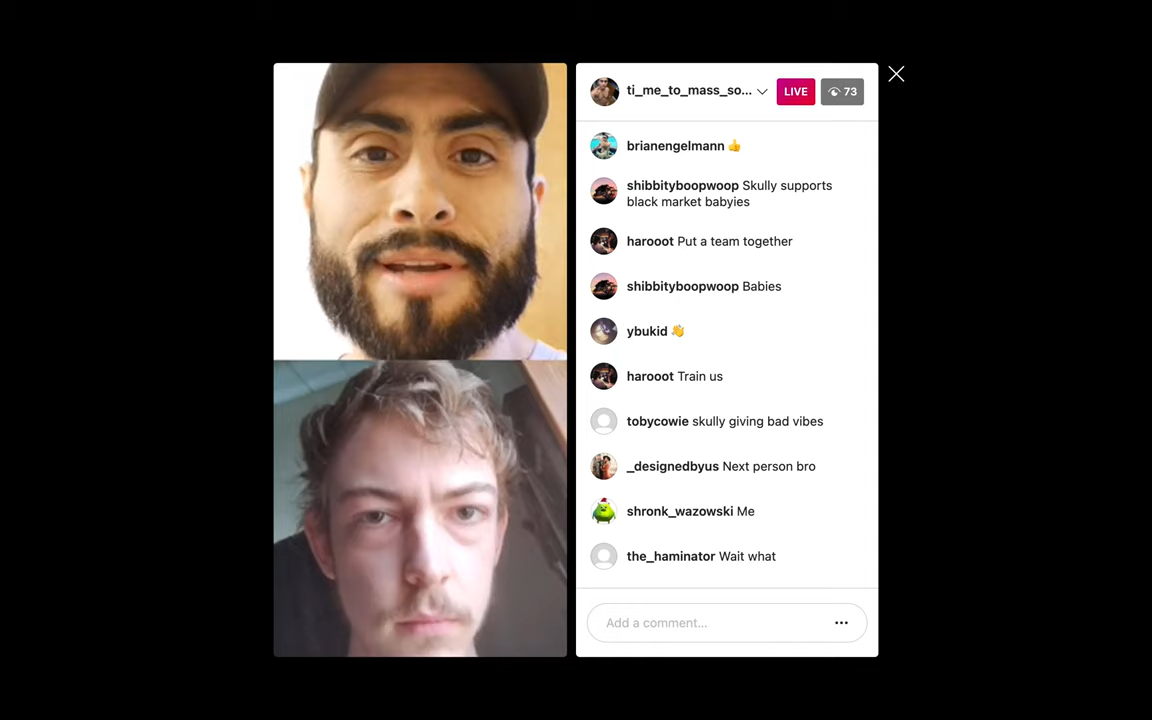 ti_me_to_mass_so...
LIVE
73
brianengelmann 👍
shibbityboopwoop Skully supports
black market babyies
harooot Put a team together
shibbityboopwoop Babies
ybukid 👋
harooot Train us
tobycowie skully giving bad vibes
_designedbyus Next person bro
shronk_wazowski Me
the_haminator Wait what
Add a comment...